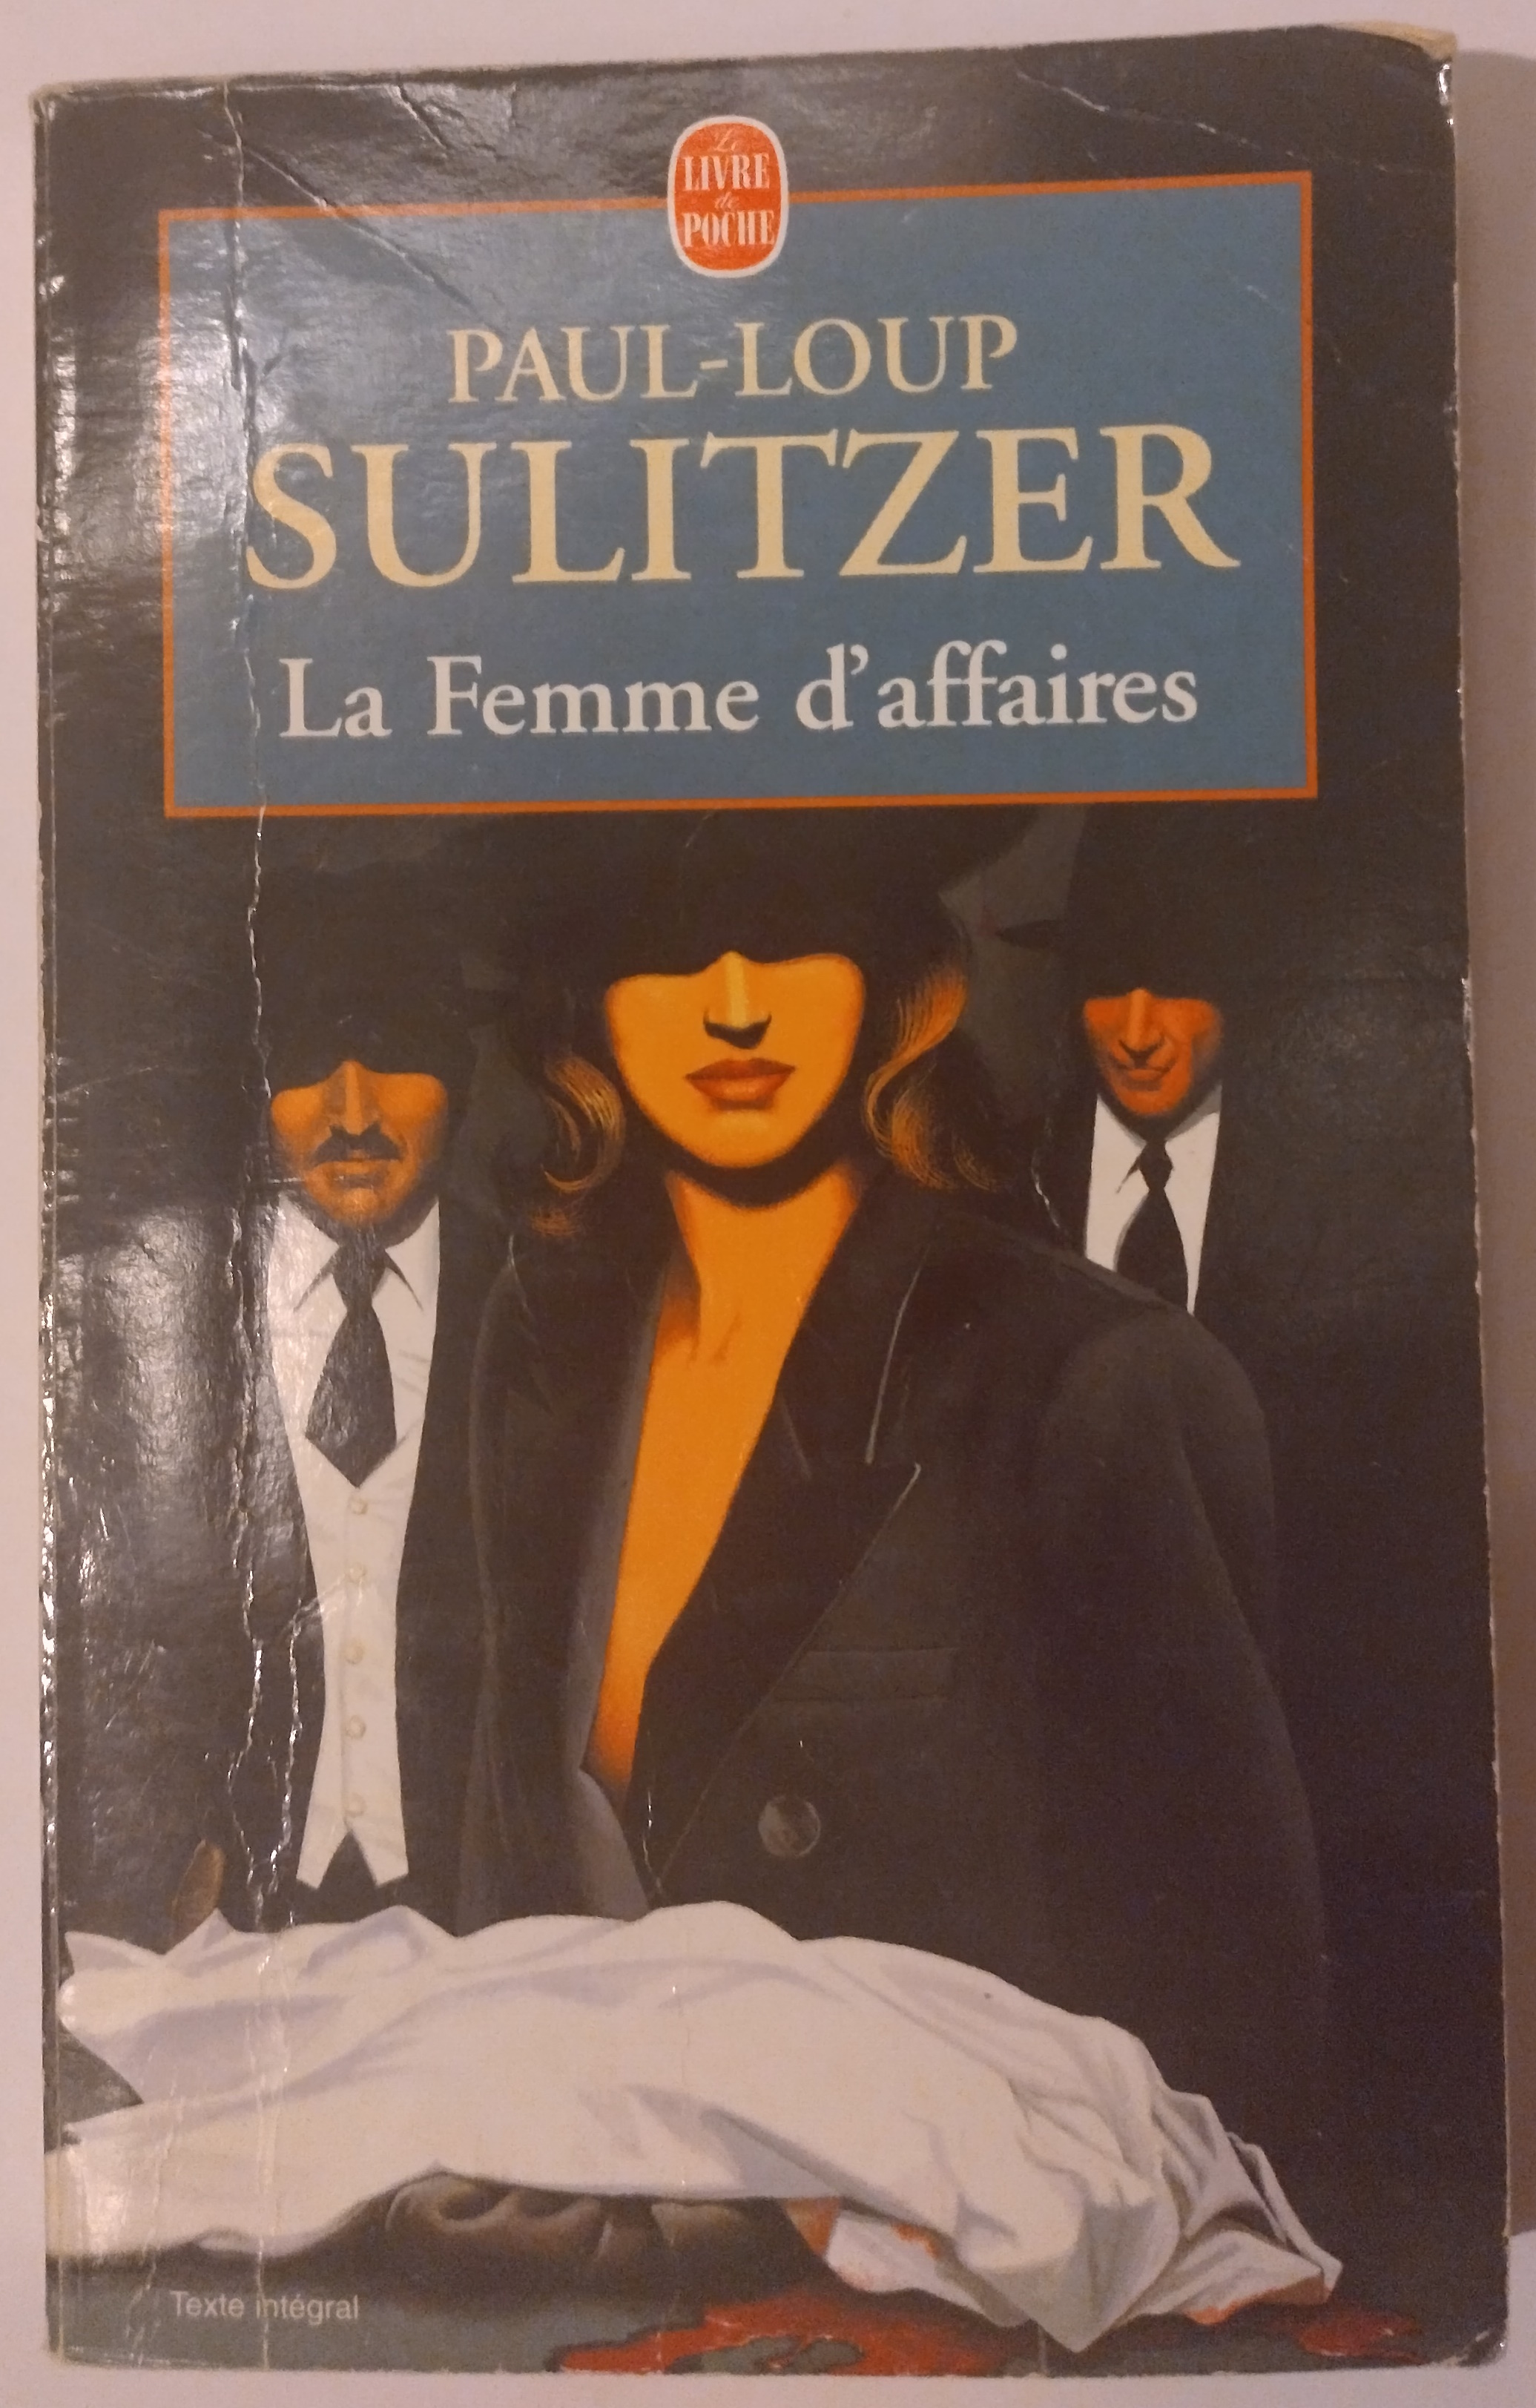 Le
LIVRE
de
POCHE
PAUL-LOUP
SULITZER
La Femme d'affaires
Texte intégral